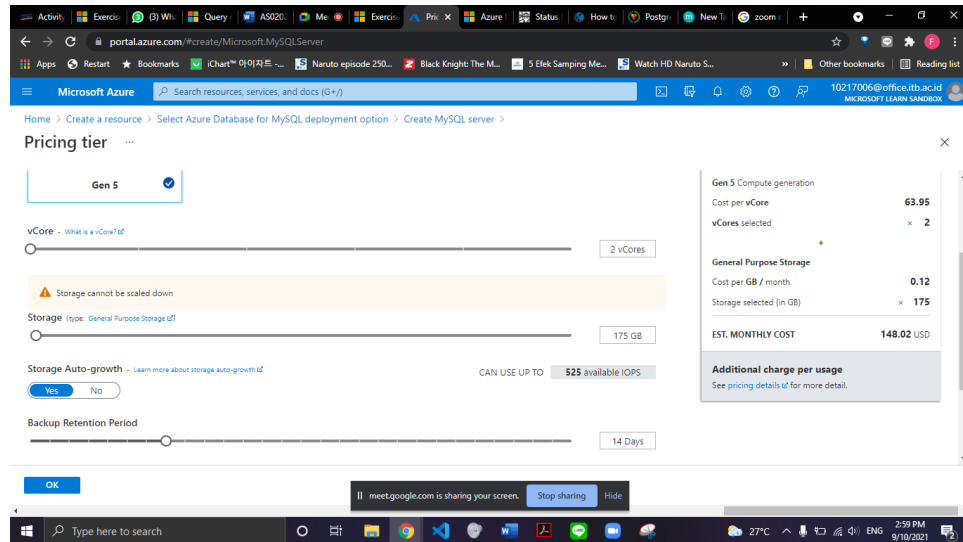 Activity
Exercis
(3) Wh
Query
AS0202
Me
Exercis
Pric
Azure
Status
How to
Postgr
New Ta
zoom c
portal.azure.com/#create/Microsoft.MySQLServer
Apps
Restart
Bookmarks
iChart™ 아이차트 -...
Naruto episode 250...
Black Knight: The M...
5 Efek Samping Me...
Watch HD Naruto S...
»
Other bookmarks
Reading list
Microsoft Azure
Search resources, services, and docs (G+/)
10217006@office.itb.ac.id
MICROSOFT LEARN SANDBOX
Home > Create a resource > Select Azure Database for MySQL deployment option > Create MySQL server >
Pricing tier ...
Gen 5
vCore - What is a vCore?
2 vCores
Storage cannot be scaled down
Storage (type: General Purpose Storage)
175 GB
Storage Auto-growth - Learn more about storage auto-growth
CAN USE UP TO 525 available IOPS
Yes No
Backup Retention Period
14 Days
Gen 5 Compute generation
Cost per vCore 63.95
vCores selected × 2
+
General Purpose Storage
Cost per GB / month 0.12
Storage selected (in GB) × 175
EST. MONTHLY COST 148.02 USD
Additional charge per usage
See pricing details for more detail.
OK
meet.google.com is sharing your screen. Stop sharing Hide
Type here to search
27°C
ENG
2:59 PM
9/10/2021
2